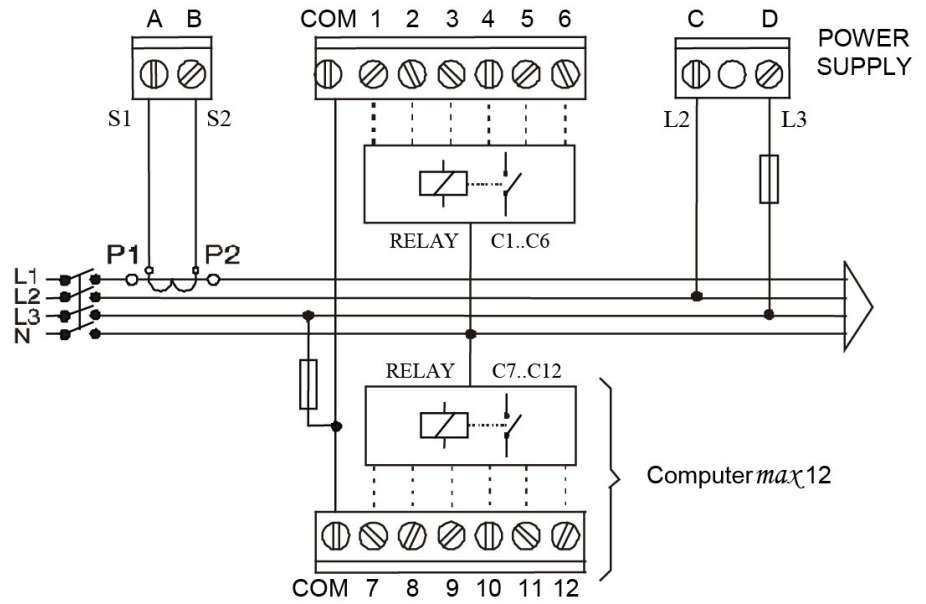 A B
COM 1 2 3 4 5 6
C D
POWER
SUPPLY
S1 S2
L2 L3
RELAY C1..C6
P1 P2
L1
L2
L3
N
RELAY C7..C12
Computer max 12
COM 7 8 9 10 11 12